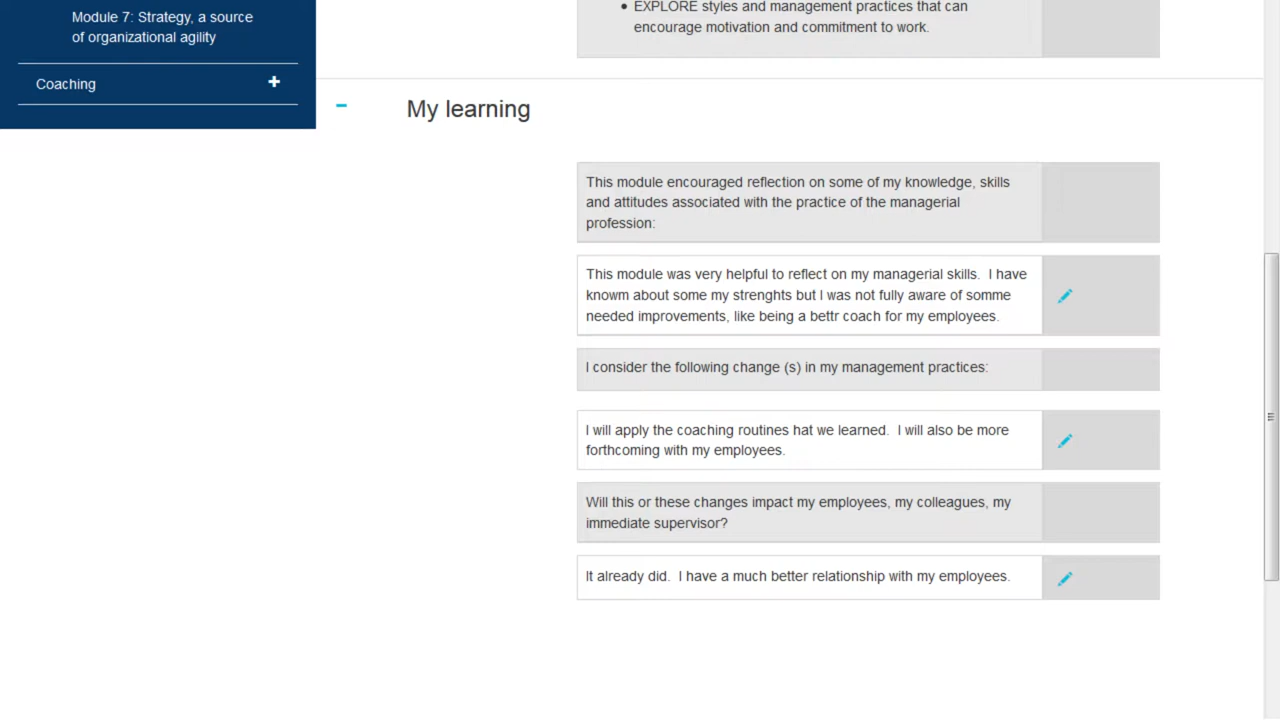 Module 7: Strategy, a source
of organizational agility
Coaching
• EXPLORE styles and management practices that can
encourage motivation and commitment to work.
My learning
This module encouraged reflection on some of my knowledge, skills
and attitudes associated with the practice of the managerial
profession:
This module was very helpful to reflect on my managerial skills.  I have
knowm about some my strenghts but I was not fully aware of somme
needed improvements, like being a bettr coach for my employees.
I consider the following change (s) in my management practices:
I will apply the coaching routines hat we learned.  I will also be more
forthcoming with my employees.
Will this or these changes impact my employees, my colleagues, my
immediate supervisor?
It already did.  I have a much better relationship with my employees.